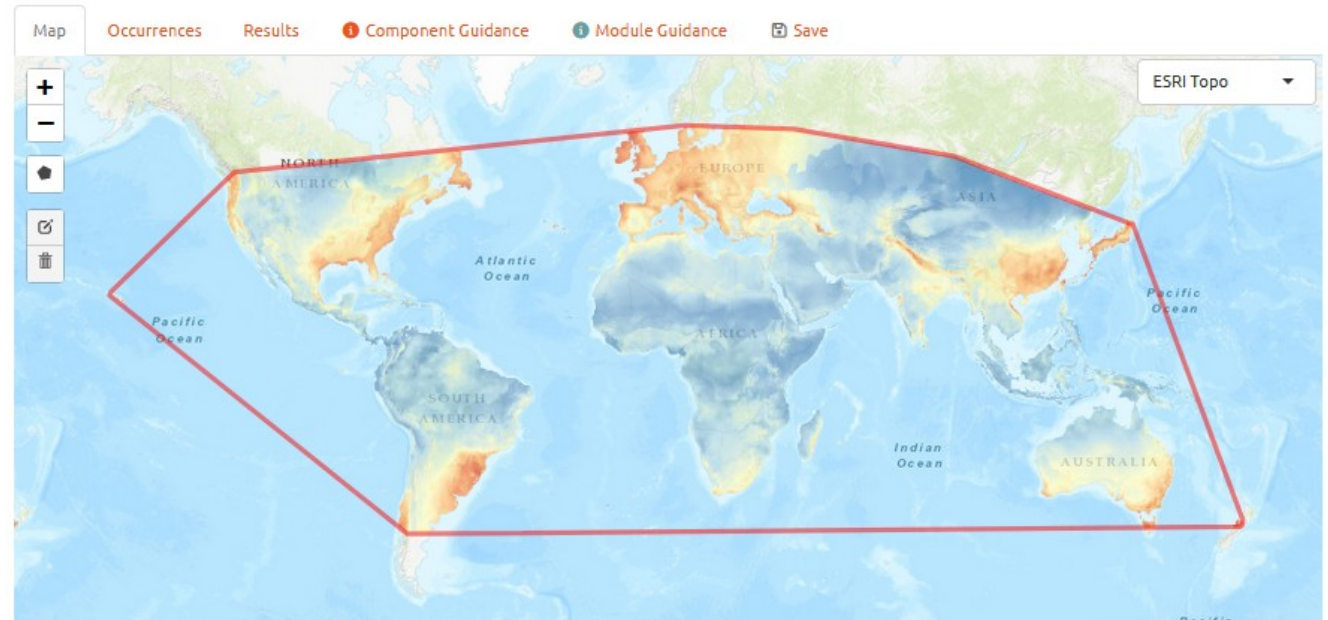 Map Occurrences Results Component Guidance Module Guidance Save
+
ESRI Topo
−
NORTH
AMERICA
EUROPE
ASIA
Atlantic
Ocean
Pacific
Ocean
Pacific
Ocean
AFRICA
SOUTH
AMERICA
Indian
Ocean
AUSTRALIA